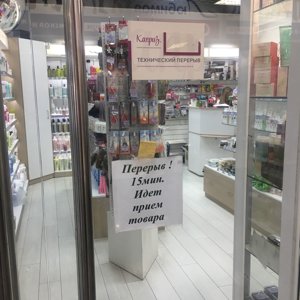 Каприз
ТЕХНИЧЕСКИЙ ПЕРЕРЫВ
Перерыв !
15мин.
Идет
прием
товара